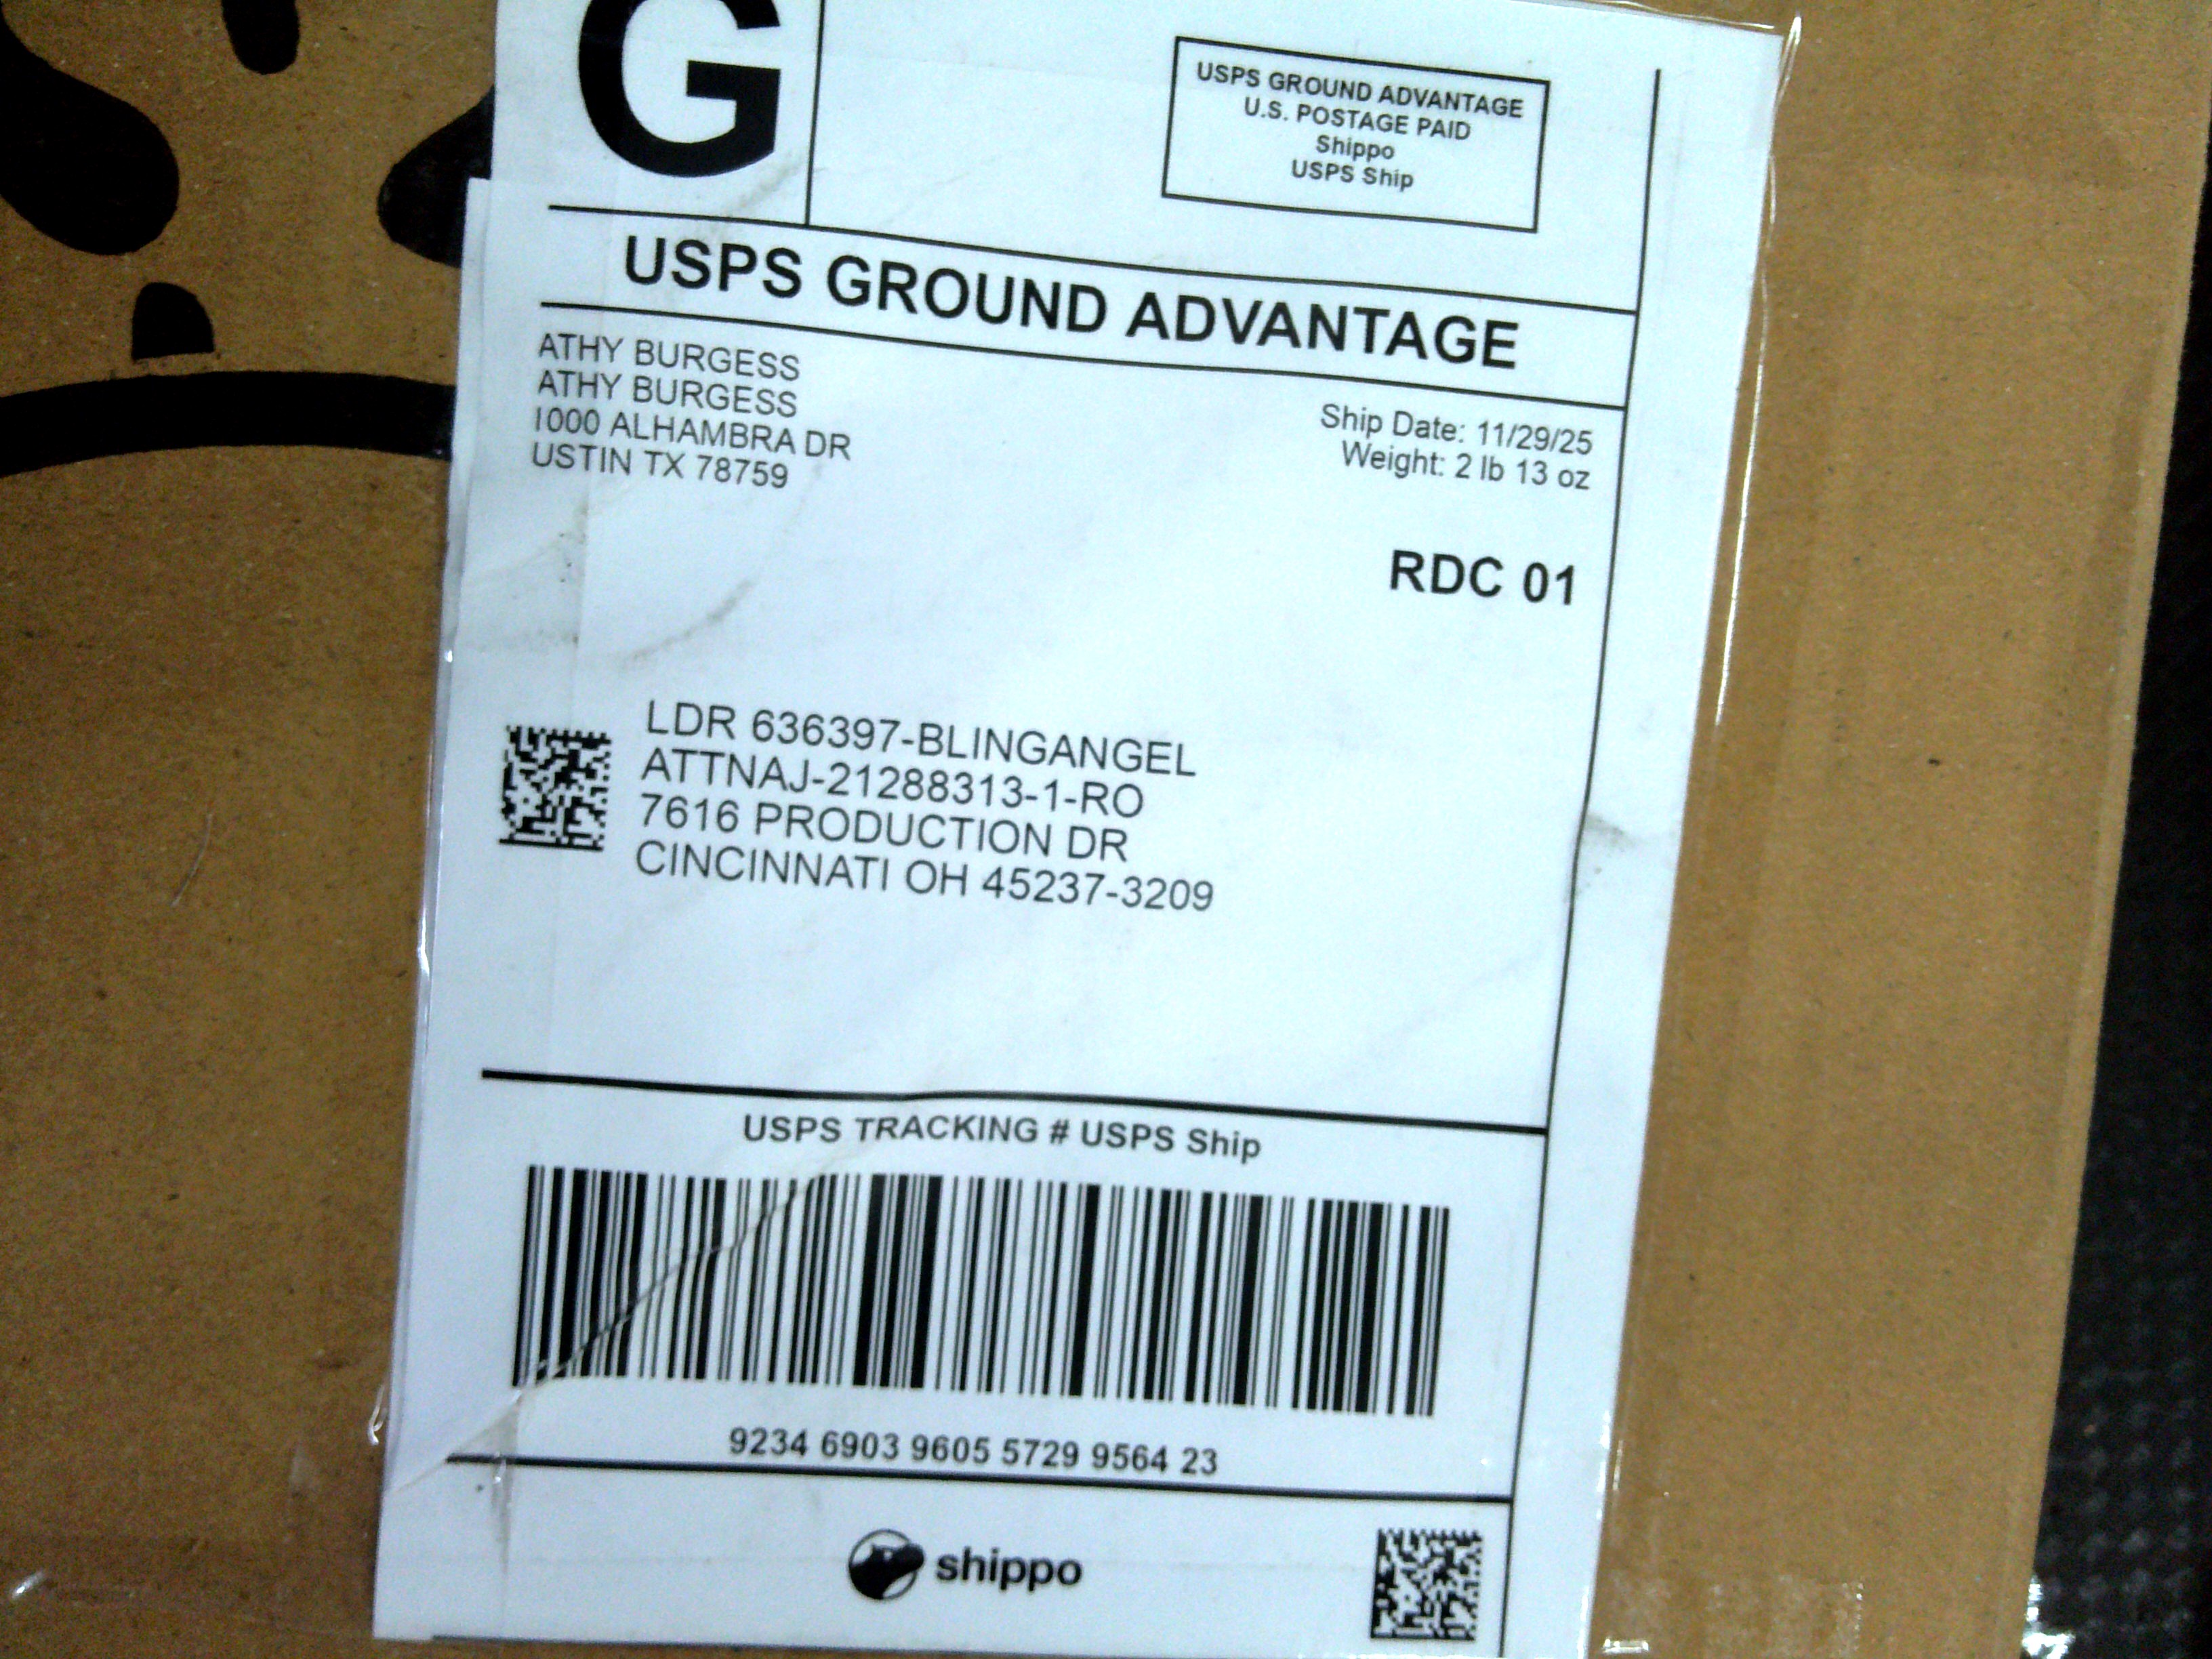 G
USPS GROUND ADVANTAGE
U.S. POSTAGE PAID
Shippo
USPS Ship
USPS GROUND ADVANTAGE
ATHY BURGESS
ATHY BURGESS
1000 ALHAMBRA DR
USTIN TX 78759
Ship Date: 11/29/25
Weight: 2 lb 13 oz
RDC 01
LDR 636397-BLINGANGEL
ATTNAJ-21288313-1-RO
7616 PRODUCTION DR
CINCINNATI OH 45237-3209
USPS TRACKING # USPS Ship
9234 6903 9605 5729 9564 23
shippo